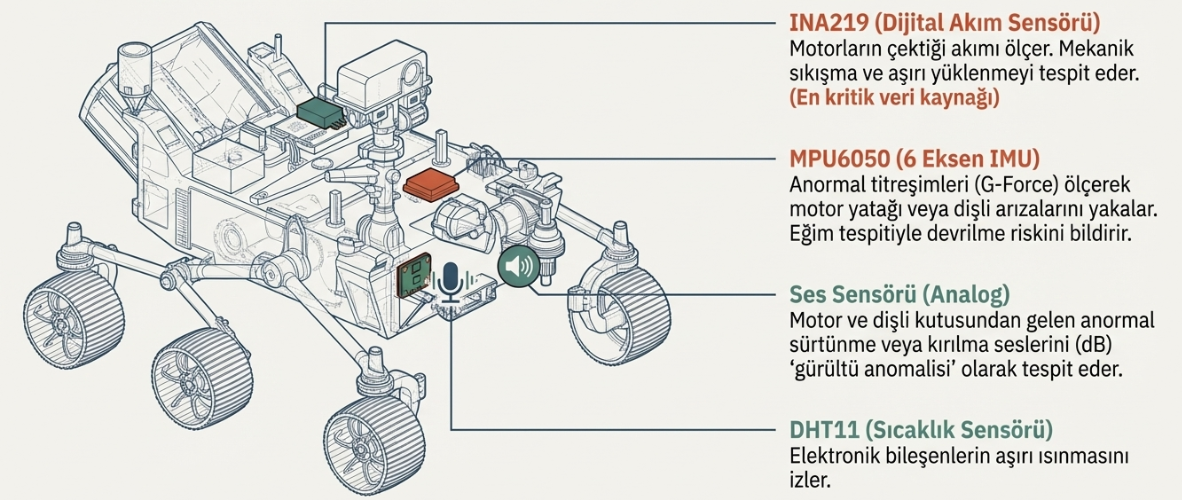 INA219 (Dijital Akım Sensörü)
Motorların çektiği akımı ölçer. Mekanik
sıkışma ve aşırı yüklenmeyi tespit eder.
(En kritik veri kaynağı)
MPU6050 (6 Eksen IMU)
Anormal titreşimleri (G-Force) ölçerek
motor yatağı veya dişli arızalarını yakalar.
Eğim tespitiyle devrilme riskini bildirir.
Ses Sensörü (Analog)
Motor ve dişli kutusundan gelen anormal
sürtünme veya kırılma seslerini (dB)
‘gürültü anomalisi’ olarak tespit eder.
DHT11 (Sıcaklık Sensörü)
Elektronik bileşenlerin aşırı ısınmasını
izler.